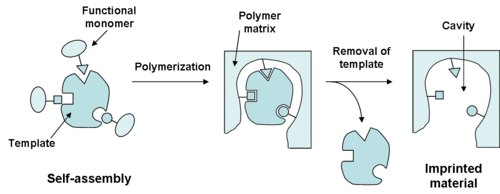 Functional
monomer
Template
Self-assembly
Polymerization
Polymer
matrix
Removal of
template
Cavity
Imprinted
material